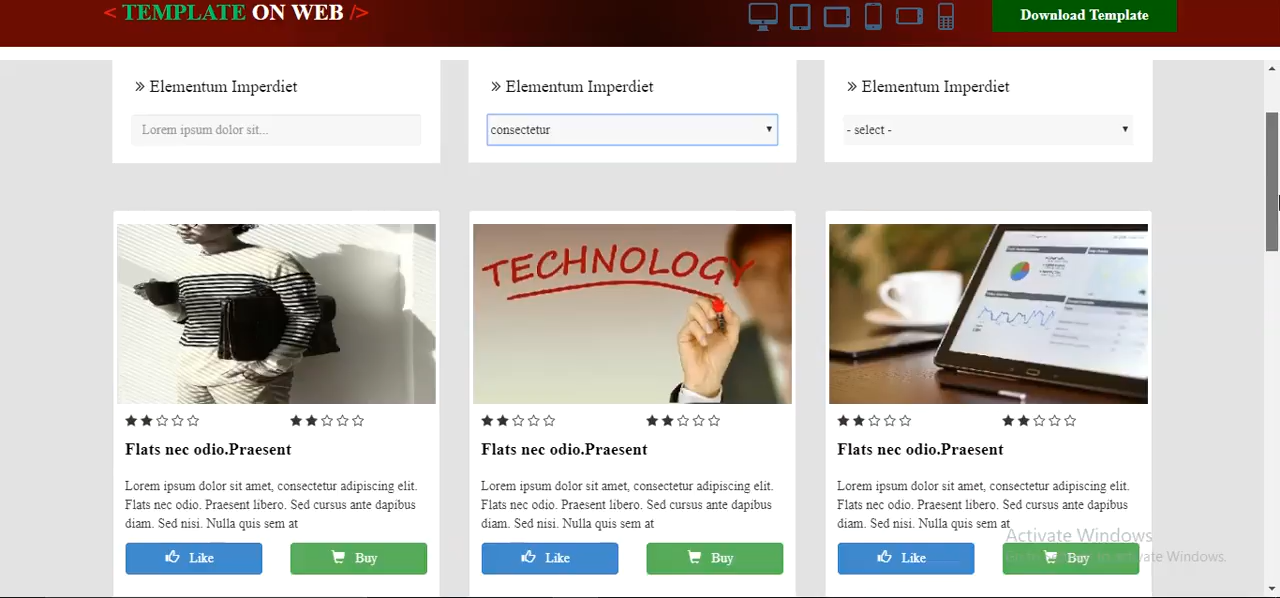 < TEMPLATE ON WEB />
Download Template
» Elementum Imperdiet
» Elementum Imperdiet
» Elementum Imperdiet
Lorem ipsum dolor sit...
consectetur
- select -
TECHNOLOGY
Flats nec odio.Praesent
Lorem ipsum dolor sit amet, consectetur adipiscing elit.
Flats nec odio. Praesent libero. Sed cursus ante dapibus
diam. Sed nisi. Nulla quis sem at
Like
Buy
Flats nec odio.Praesent
Lorem ipsum dolor sit amet, consectetur adipiscing elit.
Flats nec odio. Praesent libero. Sed cursus ante dapibus
diam. Sed nisi. Nulla quis sem at
Like
Buy
Flats nec odio.Praesent
Lorem ipsum dolor sit amet, consectetur adipiscing elit.
Flats nec odio. Praesent libero. Sed cursus ante dapibus
diam. Sed nisi. Nulla quis sem at
Like
Buy
Activate Windows
to activate Windows.